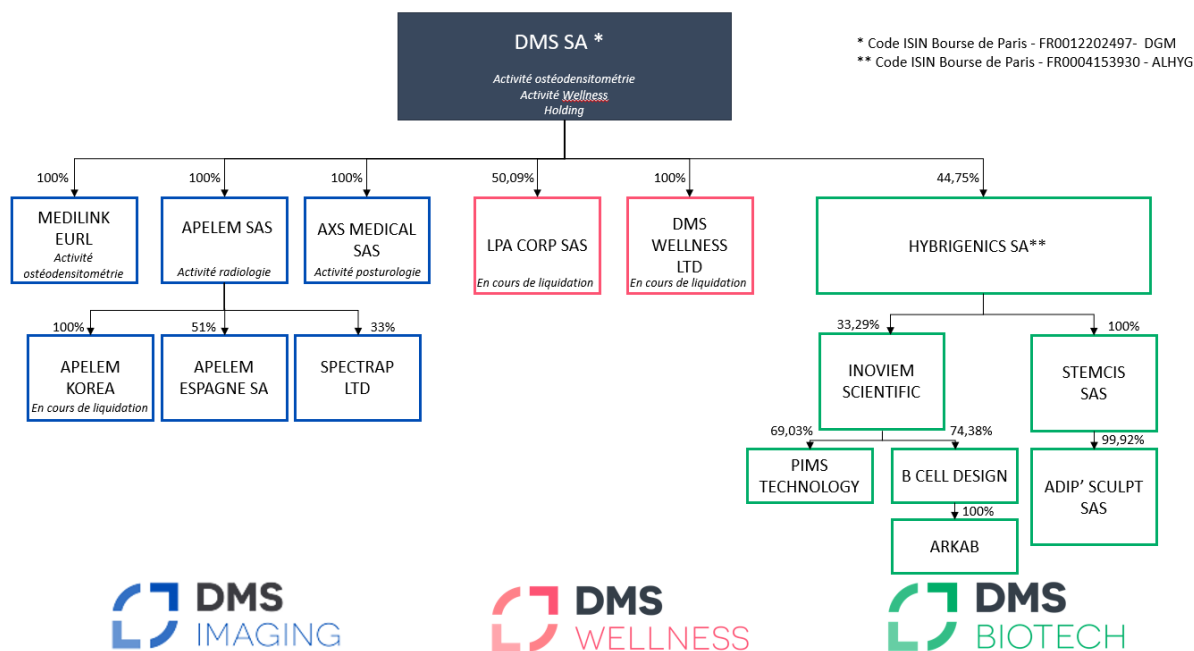 DMS SA *
Activité ostéodensitométrie
Activité Wellness
Holding
* Code ISIN Bourse de Paris - FR0012202497- DGM
** Code ISIN Bourse de Paris - FR0004153930 - ALHYG
100%
100%
100%
50,09%
100%
44,75%
MEDILINK
EURL
Activité
ostéodensitométrie
APELEM SAS
Activité radiologie
AXS MEDICAL
SAS
Activité posturologie
LPA CORP SAS
En cours de liquidation
DMS
WELLNESS
LTD
En cours de liquidation
HYBRIGENICS SA**
100%
51%
33%
33,29%
100%
APELEM
KOREA
En cours de liquidation
APELEM
ESPAGNE SA
SPECTRAP
LTD
INOVIEM
SCIENTIFIC
STEMCIS
SAS
69,03%
74,38%
99,92%
PIMS
TECHNOLOGY
B CELL DESIGN
ADIP’ SCULPT
SAS
100%
ARKAB
DMS
IMAGING
DMS
WELLNESS
DMS
BIOTECH